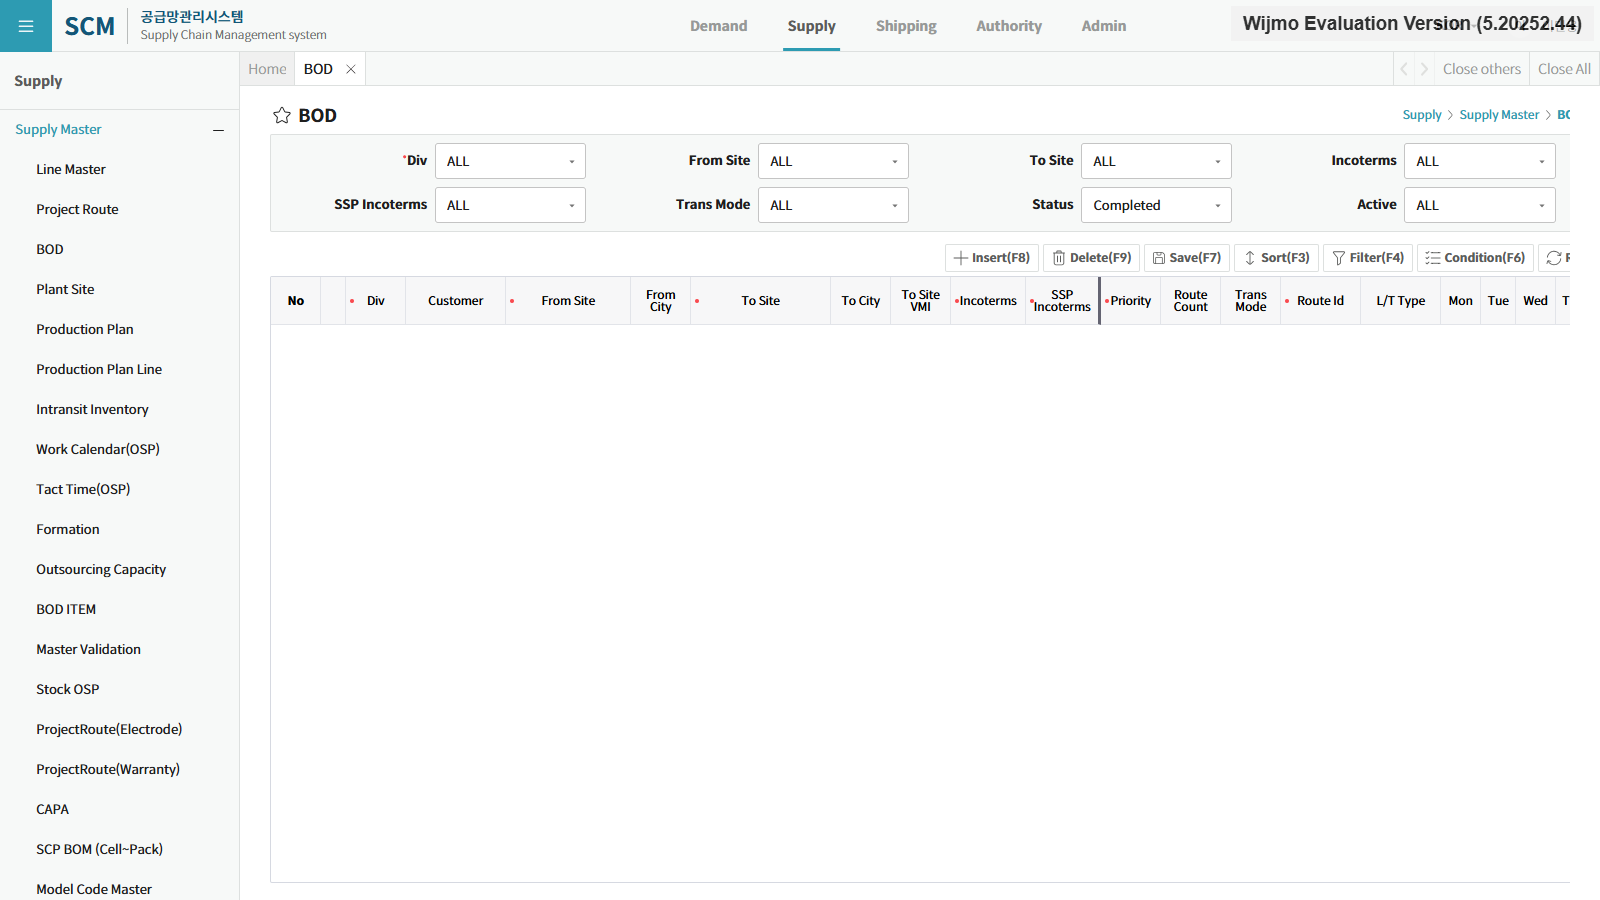 SCM
공급망관리시스템
Supply Chain Management system
Demand
Supply
Shipping
Authority
Admin
Wijmo Evaluation Version (5.20252.44)
Supply
Home
BOD
Close others
Close All
Supply Master
Line Master
Project Route
BOD
Plant Site
Production Plan
Production Plan Line
Intransit Inventory
Work Calendar(OSP)
Tact Time(OSP)
Formation
Outsourcing Capacity
BOD ITEM
Master Validation
Stock OSP
ProjectRoute(Electrode)
ProjectRoute(Warranty)
CAPA
SCP BOM (Cell~Pack)
Model Code Master
BOD
Supply > Supply Master >
*Div ALL
From Site ALL
To Site ALL
Incoterms ALL
SSP Incoterms ALL
Trans Mode ALL
Status Completed
Active ALL
Insert(F8)
Delete(F9)
Save(F7)
Sort(F3)
Filter(F4)
Condition(F6)
No
Div
Customer
From Site
From City
To Site
To City
To Site VMI
Incoterms
SSP Incoterms
Priority
Route Count
Trans Mode
Route Id
L/T Type
Mon
Tue
Wed